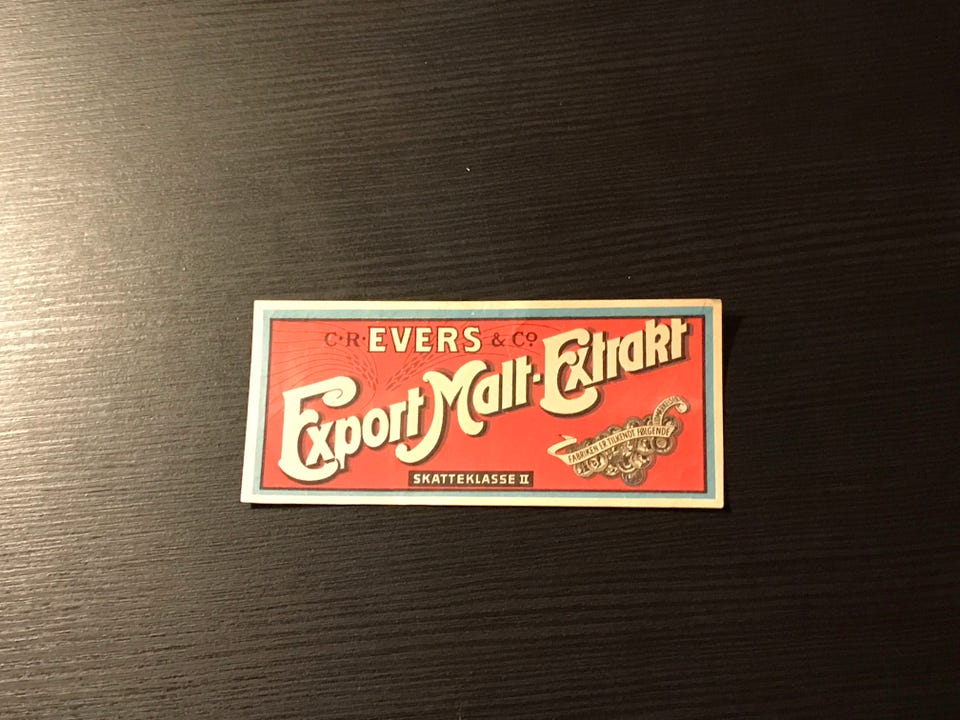 C·R·EVERS & Co
Export Malt-Extrakt
FABRIKEN ER TILKENDT FØLGENDE
SKATTEKLASSE II